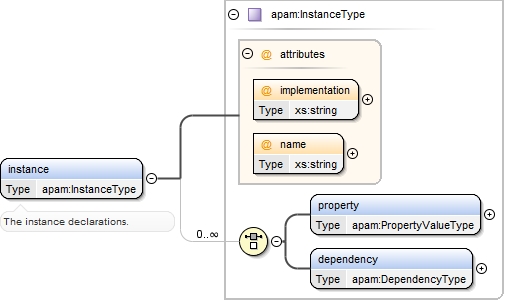 apam:InstanceType
@ attributes
@ implementation
Type xs:string
@ name
Type xs:string
instance
Type apam:InstanceType
The instance declarations.
0..∞
property
Type apam:PropertyValueType
dependency
Type apam:DependencyType